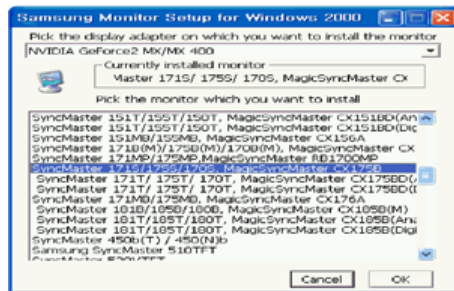 Samsung Monitor Setup for Windows 2000
Pick the display adapter on which you want to install the monitor
NVIDIA GeForce2 MX/MX 400
Currently installed monitor
Master 171S/ 175S/ 170S, MagicSyncMaster CX
Pick the monitor which you want to install
SyncMaster 151T/155T/150T, MagicSyncMaster CX151BD(An
SyncMaster 151T/155T/150T, MagicSyncMaster CX151BD(Dig
SyncMaster 151MB/155MB, MagicSyncMaster CX156A
SyncMaster 171B(M)/175B(M)/170B(M), MagicSyncMaster CX
SyncMaster 171MP/175MP,MagicSyncMaster RB1700MP
SyncMaster 171S/175S/170S, MagicSyncMaster CX175B
SyncMaster 171T/ 175T/ 170T, MagicSyncMaster CX175BD(
SyncMaster 171T/ 175T/ 170T, MagicSyncMaster CX175BD(
SyncMaster 171MB/175MB, MagicSyncMaster CX176A
SyncMaster 181B/185B/180B, MagicSyncMaster CX185B(M)
SyncMaster 181T/185T/180T, MagicSyncMaster CX185B(Ana
SyncMaster 181T/185T/180T, MagicSyncMaster CX185B(Digi
SyncMaster 450b(T) / 450(N)b
Samsung SyncMaster 510TFT
Cancel OK